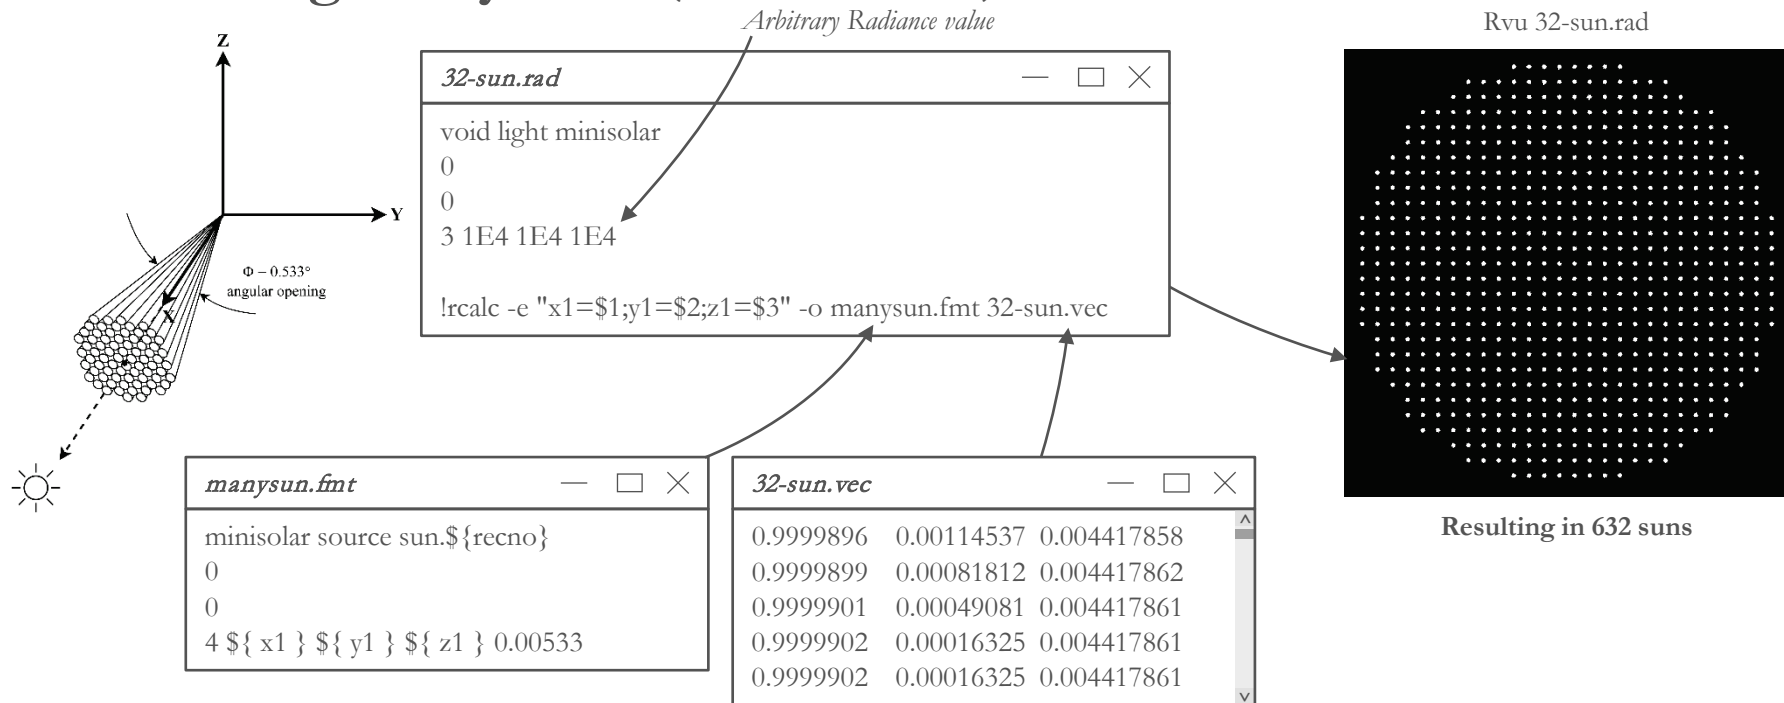 Arbitrary Radiance value
Rvu 32-sun.rad
Z
Y
X
Φ – 0.533°
angular opening
32-sun.rad
void light minisolar
0
0
3 1E4 1E4 1E4
!rcalc -e "x1=$1;y1=$2;z1=$3" -o manysun.fmt 32-sun.vec
manysun.fmt
minisolar source sun.${recno}
0
0
4 ${ x1 } ${ y1 } ${ z1 } 0.00533
32-sun.vec
0.9999896 0.00114537 0.004417858
0.9999899 0.00081812 0.004417862
0.9999901 0.00049081 0.004417861
0.9999902 0.00016325 0.004417861
0.9999902 0.00016325 0.004417861
Resulting in 632 suns